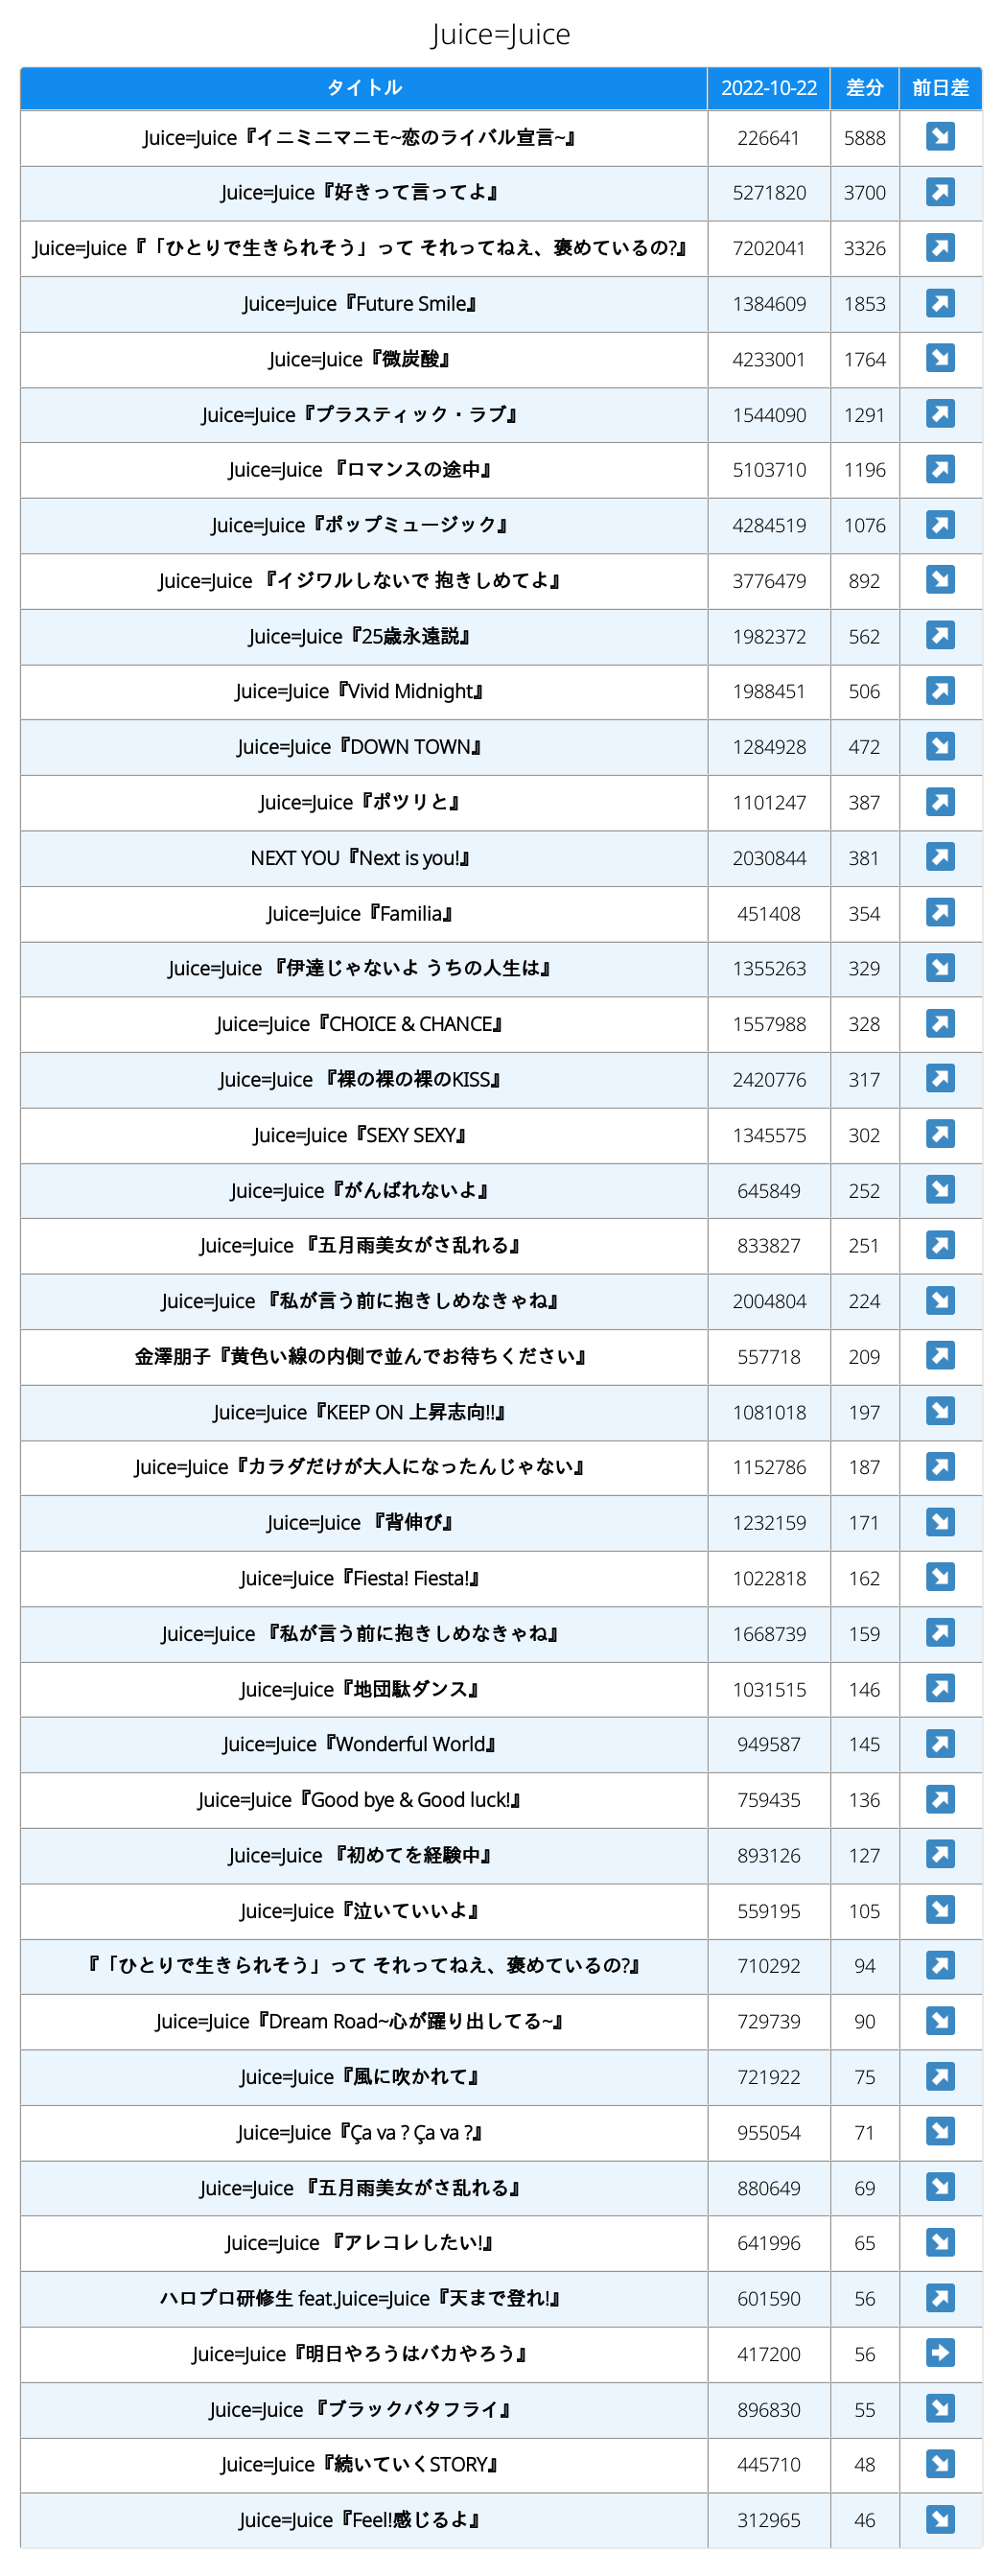 Juice=Juice
タイトル 2022-10-22 差分 前日差
Juice=Juice『イニミニマニモ~恋のライバル宣言~』 226641 5888 ↘
Juice=Juice『好きって言ってよ』 5271820 3700 ↗
Juice=Juice『「ひとりで生きられそう」って それってねえ、褒めているの?』 7202041 3326 ↗
Juice=Juice『Future Smile』 1384609 1853 ↗
Juice=Juice『微炭酸』 4233001 1764 ↘
Juice=Juice『プラスティック・ラブ』 1544090 1291 ↗
Juice=Juice 『ロマンスの途中』 5103710 1196 ↗
Juice=Juice『ポップミュージック』 4284519 1076 ↗
Juice=Juice 『イジワルしないで 抱きしめてよ』 3776479 892 ↘
Juice=Juice『25歳永遠説』 1982372 562 ↗
Juice=Juice『Vivid Midnight』 1988451 506 ↗
Juice=Juice『DOWN TOWN』 1284928 472 ↘
Juice=Juice『ポツリと』 1101247 387 ↗
NEXT YOU『Next is you!』 2030844 381 ↗
Juice=Juice『Familia』 451408 354 ↗
Juice=Juice 『伊達じゃないよ うちの人生は』 1355263 329 ↘
Juice=Juice『CHOICE & CHANCE』 1557988 328 ↗
Juice=Juice 『裸の裸の裸のKISS』 2420776 317 ↗
Juice=Juice『SEXY SEXY』 1345575 302 ↗
Juice=Juice『がんばれないよ』 645849 252 ↘
Juice=Juice 『五月雨美女がさ乱れる』 833827 251 ↗
Juice=Juice 『私が言う前に抱きしめなきゃね』 2004804 224 ↘
金澤朋子『黄色い線の内側で並んでお待ちください』 557718 209 ↗
Juice=Juice『KEEP ON 上昇志向!!』 1081018 197 ↘
Juice=Juice『カラダだけが大人になったんじゃない』 1152786 187 ↗
Juice=Juice 『背伸び』 1232159 171 ↘
Juice=Juice『Fiesta! Fiesta!』 1022818 162 ↘
Juice=Juice 『私が言う前に抱きしめなきゃね』 1668739 159 ↗
Juice=Juice『地団駄ダンス』 1031515 146 ↗
Juice=Juice『Wonderful World』 949587 145 ↗
Juice=Juice『Good bye & Good luck!』 759435 136 ↗
Juice=Juice 『初めてを経験中』 893126 127 ↗
Juice=Juice『泣いていいよ』 559195 105 ↘
『「ひとりで生きられそう」って それってねえ、褒めているの?』 710292 94 ↗
Juice=Juice『Dream Road~心が躍り出してる~』 729739 90 ↘
Juice=Juice『風に吹かれて』 721922 75 ↗
Juice=Juice『Ça va ? Ça va ?』 955054 71 ↘
Juice=Juice 『五月雨美女がさ乱れる』 880649 69 ↘
Juice=Juice 『アレコレしたい!』 641996 65 ↘
ハロプロ研修生 feat.Juice=Juice『天まで登れ!』 601590 56 ↗
Juice=Juice『明日やろうはバカやろう』 417200 56 →
Juice=Juice 『ブラックバタフライ』 896830 55 ↘
Juice=Juice『続いていくSTORY』 445710 48 ↘
Juice=Juice『Feel!感じるよ』 312965 46 ↘